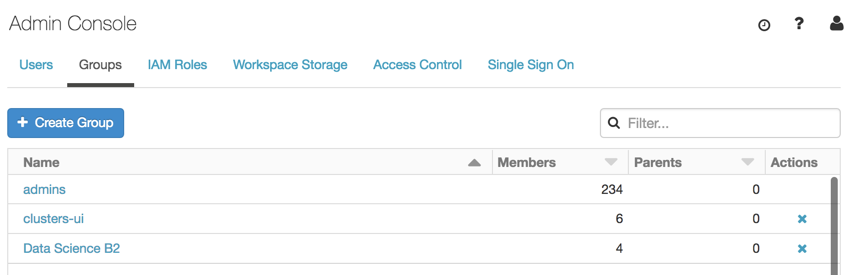 Admin Console
?
Users Groups IAM Roles Workspace Storage Access Control Single Sign On
+ Create Group Filter...
Name Members Parents Actions
admins 234 0
clusters-ui 6 0
Data Science B2 4 0